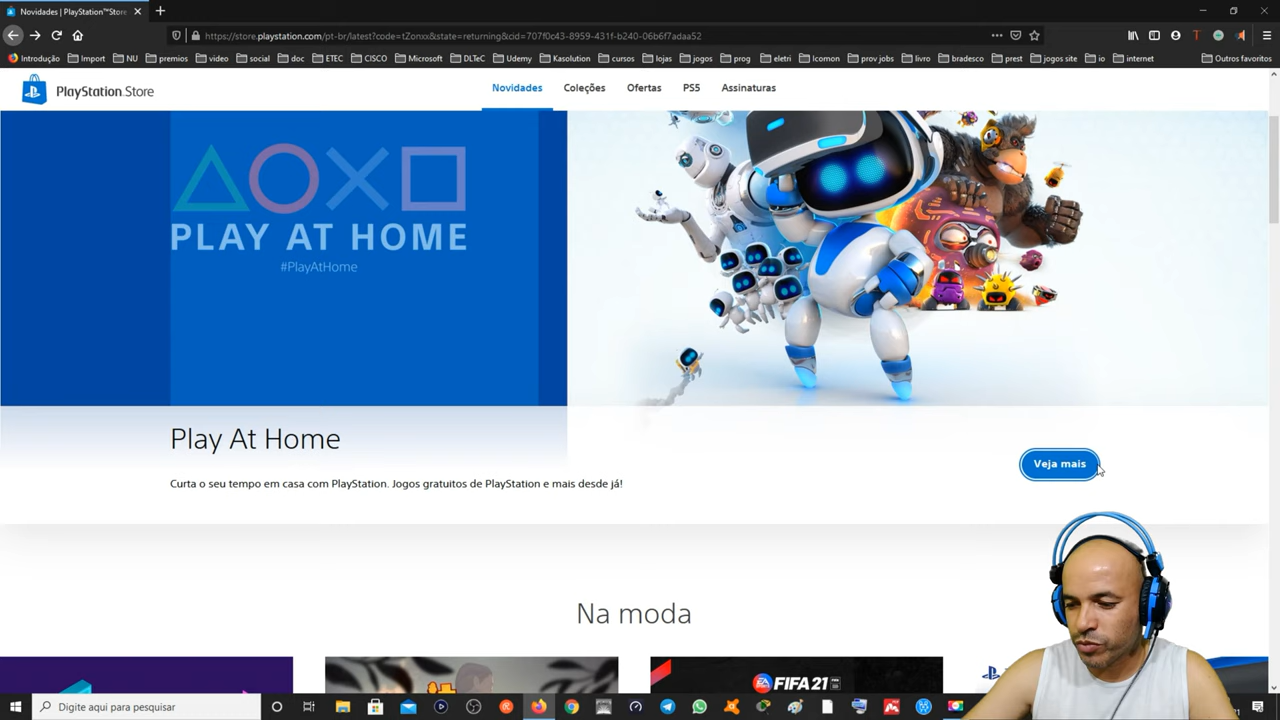 Novidades | PlayStation™Store
https://store.playstation.com/pt-br/latest?code=tZonxx&state=returning&cid=707f0c43-8959-431f-b240-06b6f7adaa52
Introdução Import NU premios video social doc ETEC CISCO Microsoft DLTec Udemy Kasolution cursos lojas jogos prog eletri Icomon prov jobs livro bradesco prest jogos site io internet Outros favoritos
PlayStation.Store
Novidades Coleções Ofertas PS5 Assinaturas
PLAY AT HOME
#PlayAtHome
Play At Home
Veja mais
Curta o seu tempo em casa com PlayStation. Jogos gratuitos de PlayStation e mais desde já!
Na moda
FIFA 21
Digite aqui para pesquisar